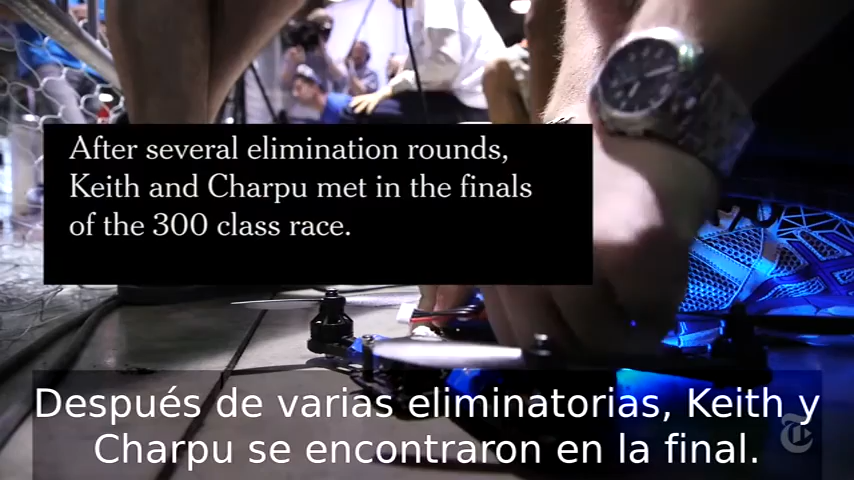 After several elimination rounds,
Keith and Charpu met in the finals
of the 300 class race.
Después de varias eliminatorias, Keith y
Charpu se encontraron en la final.